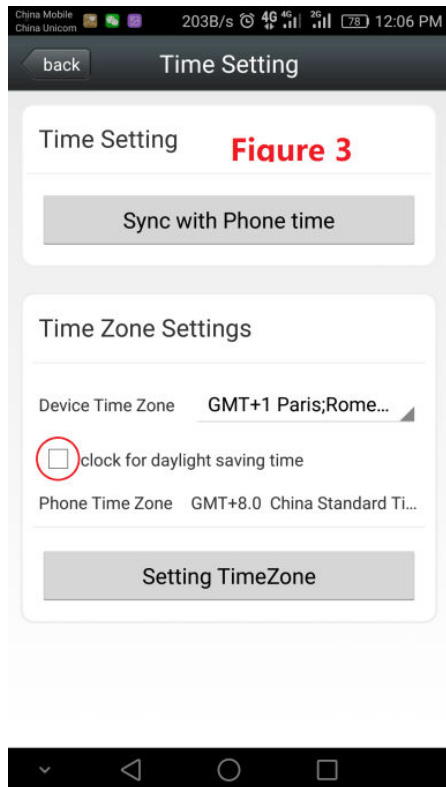 China Mobile
China Unicom
203B/s 4G 4G 2G 78 12:06 PM
back
Time Setting
Time Setting
Figure 3
Sync with Phone time
Time Zone Settings
Device Time Zone GMT+1 Paris;Rome...
clock for daylight saving time
Phone Time Zone GMT+8.0 China Standard Ti...
Setting TimeZone